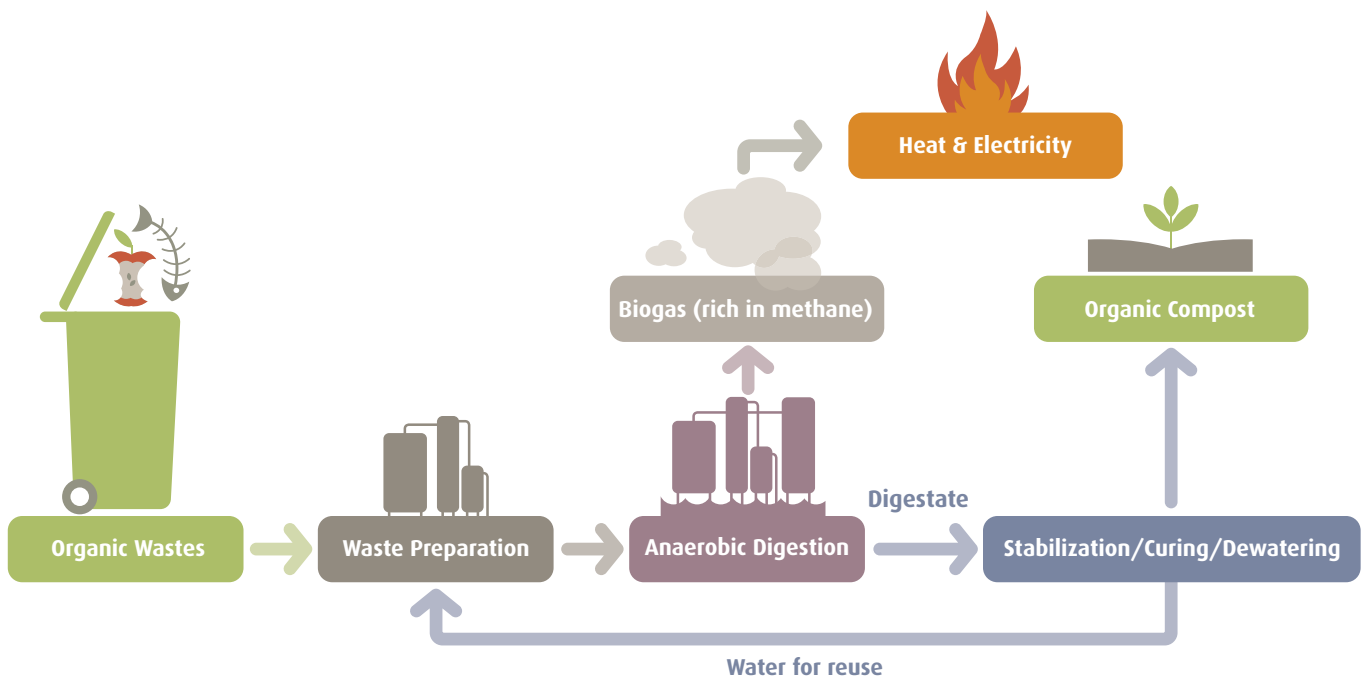 Heat & Electricity
Biogas (rich in methane)
Organic Compost
Digestate
Organic Wastes
Waste Preparation
Anaerobic Digestion
Stabilization/Curing/Dewatering
Water for reuse